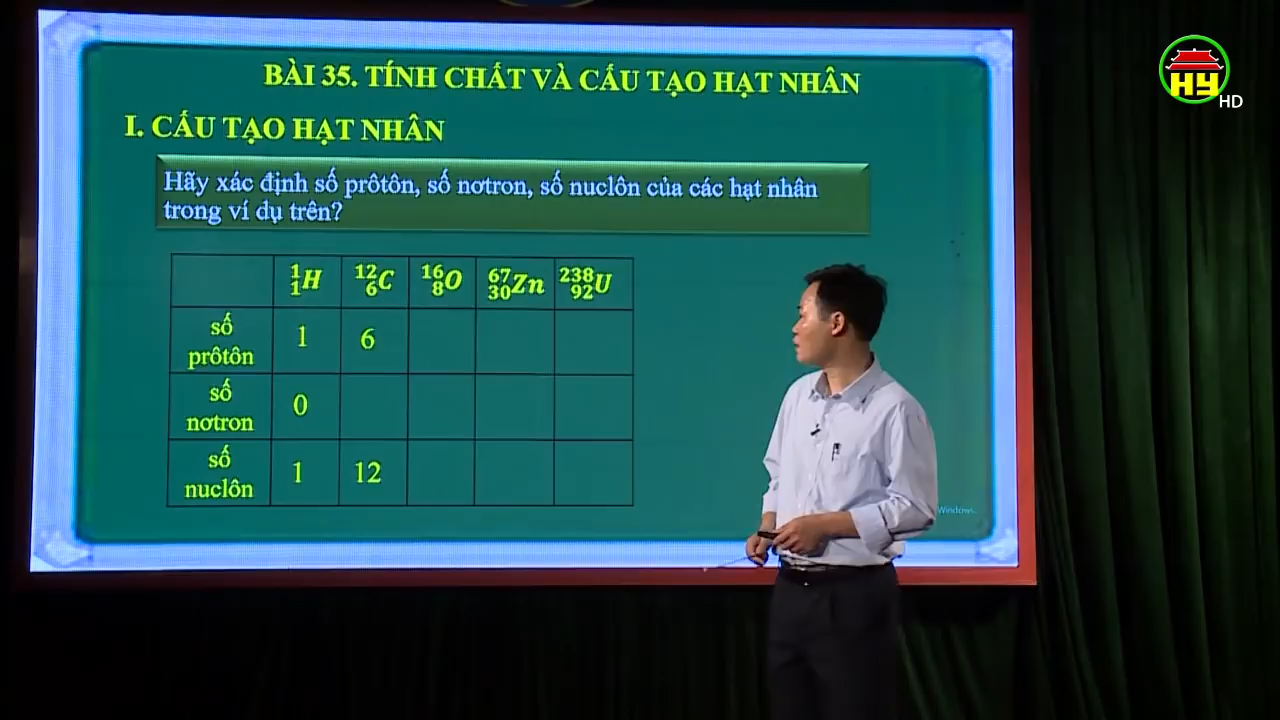 BÀI 35. TÍNH CHẤT VÀ CẤU TẠO HẠT NHÂN
I. CẤU TẠO HẠT NHÂN
Hãy xác định số prôtôn, số nơtron, số nuclôn của các hạt nhân
trong ví dụ trên?
¹₁H ¹²₆C ¹⁶₈O ⁶⁷₃₀Zn ²³⁸₉₂U
số
prôtôn 1 6
số
nơtron 0
số
nuclôn 1 12
HY
HD
Windows.